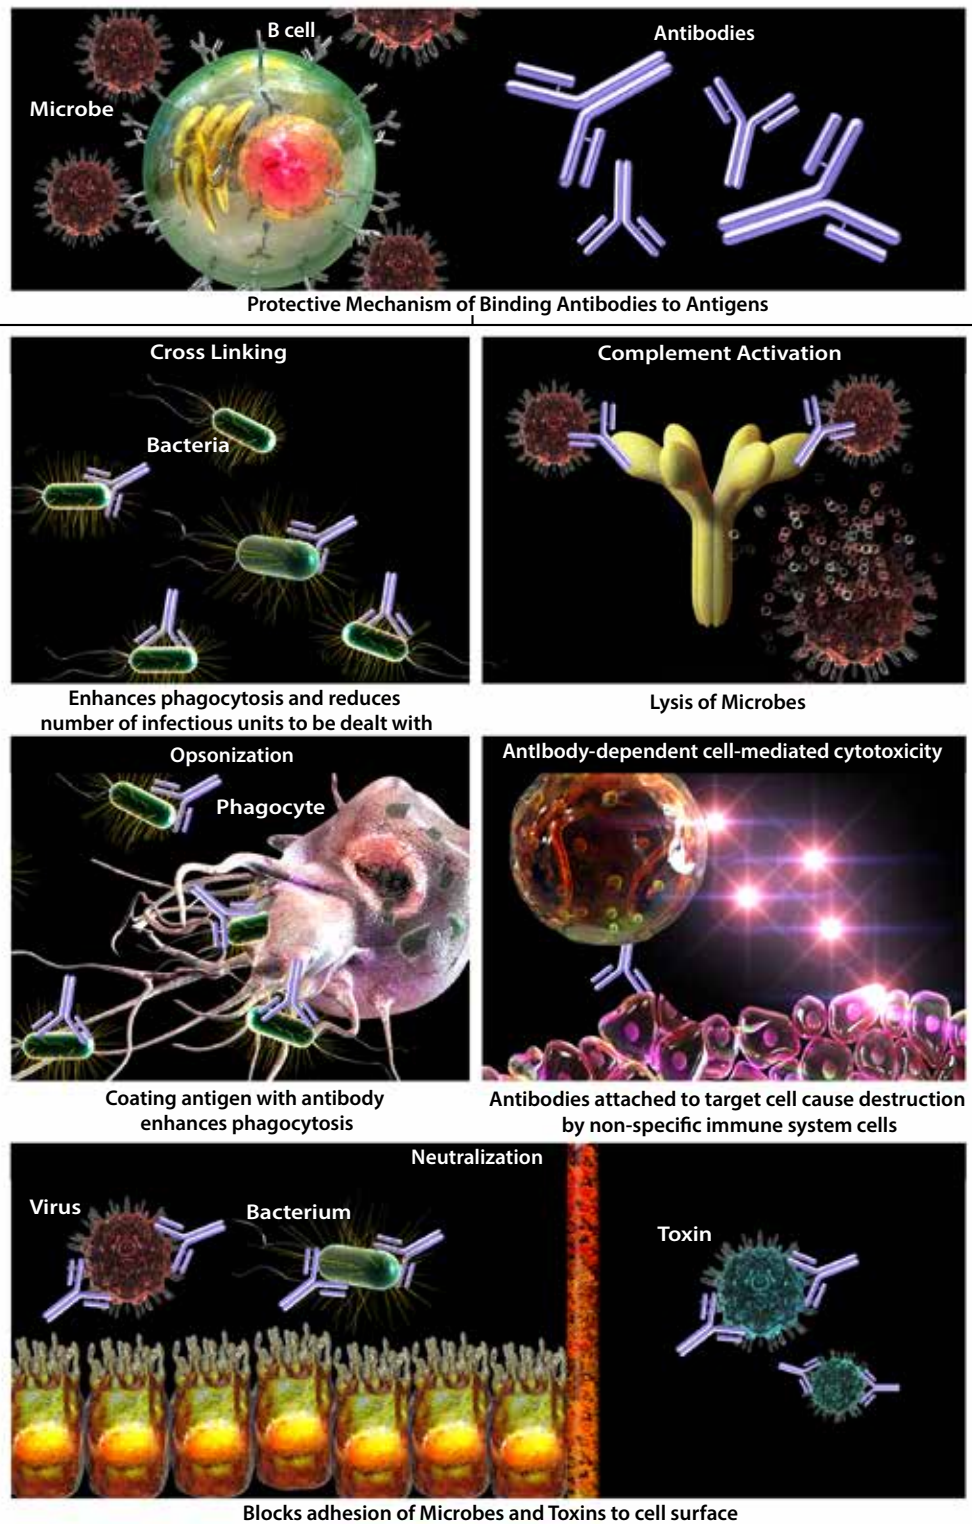 B cell
Antibodies
Microbe
Protective Mechanism of Binding Antibodies to Antigens
Cross Linking
Bacteria
Enhances phagocytosis and reduces
number of infectious units to be dealt with
Complement Activation
Lysis of Microbes
Opsonization
Phagocyte
Coating antigen with antibody
enhances phagocytosis
AntIbody-dependent cell-mediated cytotoxicity
Antibodies attached to target cell cause destruction
by non-specific immune system cells
Neutralization
Virus
Bacterium
Toxin
Blocks adhesion of Microbes and Toxins to cell surface